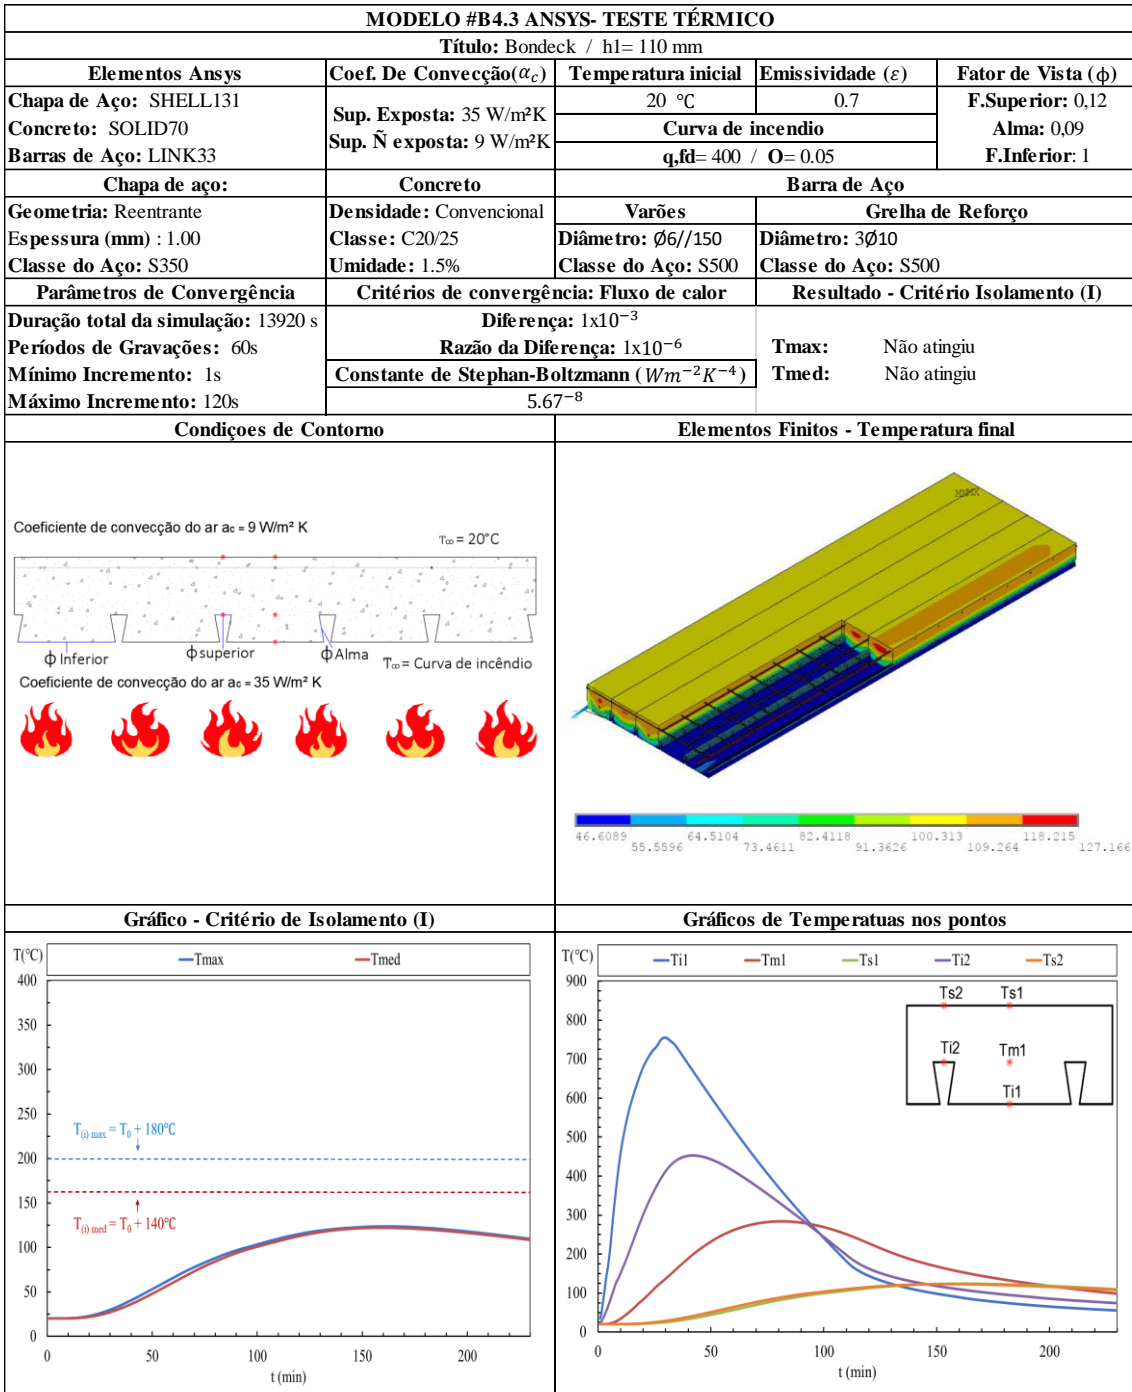 MODELO #B4.3 ANSYS- TESTE TÉRMICO
Título: Bondeck / h1= 110 mm
Elementos Ansys
Coef. De Convecção(αc)
Temperatura inicial
Emissividade (ε)
Fator de Vista (ϕ)
Chapa de Aço: SHELL131
Concreto: SOLID70
Barras de Aço: LINK33
Sup. Exposta: 35 W/m²K
Sup. Ñ exposta: 9 W/m²K
20 °C
0.7
Curva de incendio
q,fd= 400 / O= 0.05
F.Superior: 0,12
Alma: 0,09
F.Inferior: 1
Chapa de aço:
Concreto
Barra de Aço
Geometria: Reentrante
Espessura (mm) : 1.00
Classe do Aço: S350
Densidade: Convencional
Classe: C20/25
Umidade: 1.5%
Varões
Diâmetro: Ø6//150
Classe do Aço: S500
Grelha de Reforço
Diâmetro: 3Ø10
Classe do Aço: S500
Parâmetros de Convergência
Critérios de convergência: Fluxo de calor
Resultado - Critério Isolamento (I)
Duração total da simulação: 13920 s
Períodos de Gravações: 60s
Mínimo Incremento: 1s
Máximo Incremento: 120s
Diferença: 1x10⁻³
Razão da Diferença: 1x10⁻⁶
Constante de Stephan-Boltzmann (Wm⁻²K⁻⁴)
5.67⁻⁸
Tmax: Não atingiu
Tmed: Não atingiu
Condiçoes de Contorno
Elementos Finitos - Temperatura final
Coeficiente de convecção do ar ac = 9 W/m² K
T∞ = 20°C
ϕ Inferior
ϕ superior
ϕ Alma
T∞ = Curva de incêndio
Coeficiente de convecção do ar ac = 35 W/m² K
46.6089
55.5596
64.5104
73.4611
82.4118
91.3626
100.313
109.264
118.215
127.166
Gráfico - Critério de Isolamento (I)
Gráficos de Temperatuas nos pontos
T(°C)
Tmax
Tmed
400
350
300
250
200
150
100
50
0
T(i) max = T0 + 180°C
T(i) med = T0 + 140°C
0 50 100 150 200
t (min)
T(°C)
Ti1
Tm1
Ts1
Ti2
Ts2
900
800
700
600
500
400
300
200
100
0
Ts2 Ts1
Ti2 Tm1
Ti1
0 50 100 150 200
t (min)